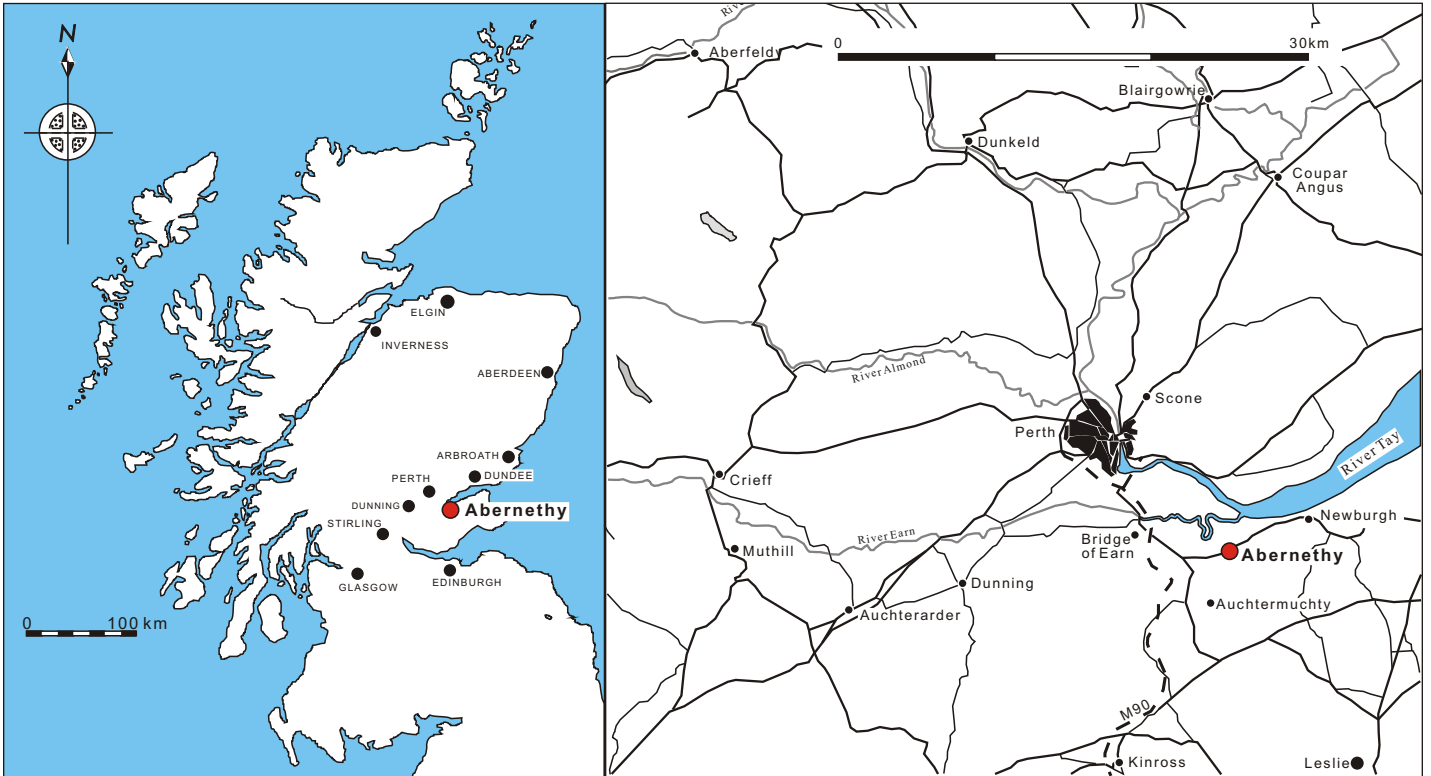 N
ELGIN
INVERNESS
ABERDEEN
ARBROATH
DUNDEE
PERTH
DUNNING
Abernethy
STIRLING
GLASGOW
EDINBURGH
0 100 km
River
Aberfeldy
0 30km
Blairgowrie
Dunkeld
Coupar
Angus
River Almond
Scone
Perth
River Tay
Crieff
River Earn
Newburgh
Bridge
of Earn
Abernethy
Muthill
Dunning
Auchtermuchty
Auchterarder
M90
Kinross
Leslie